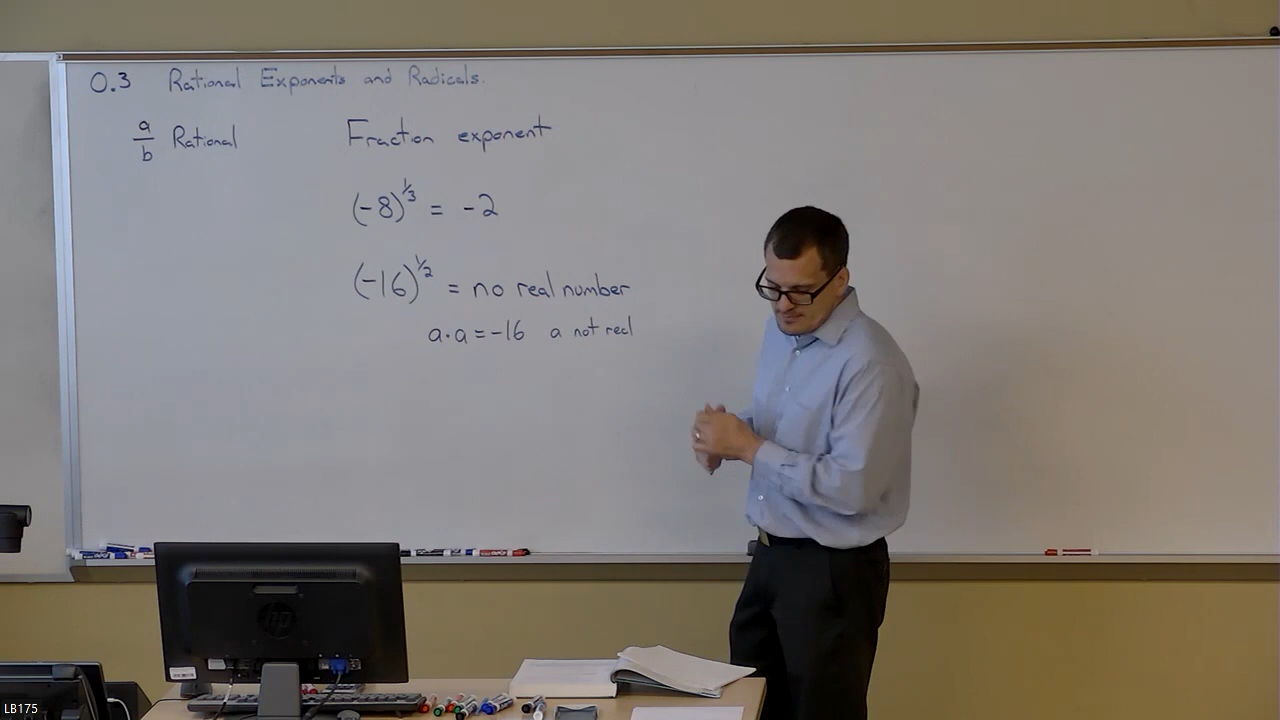 0.3 Rational Exponents and Radicals.
a/b Rational Fraction exponent
(-8)^1/3 = -2
(-16)^1/2 = no real number
a·a=-16 a not real
hp
LB175